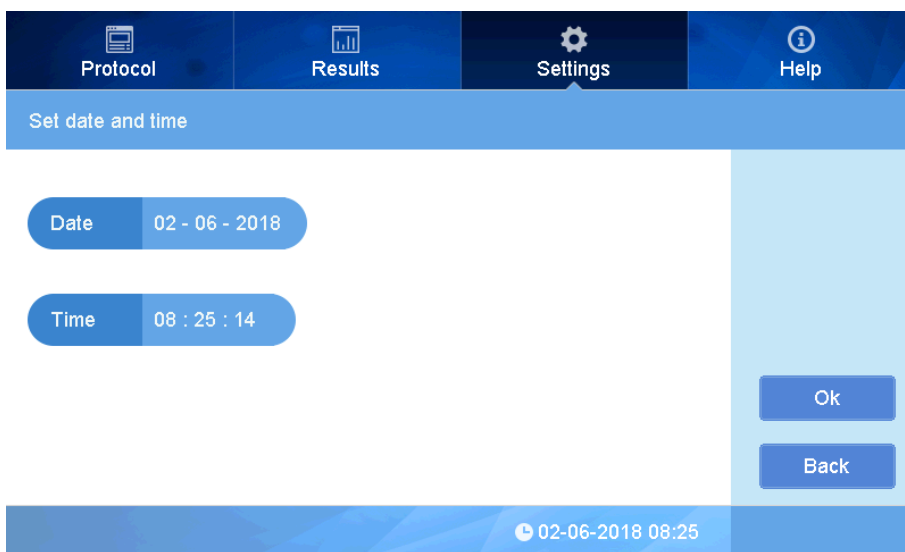 Protocol Results Settings Help
Set date and time
Date 02 - 06 - 2018
Time 08 : 25 : 14
Ok
Back
02-06-2018 08:25